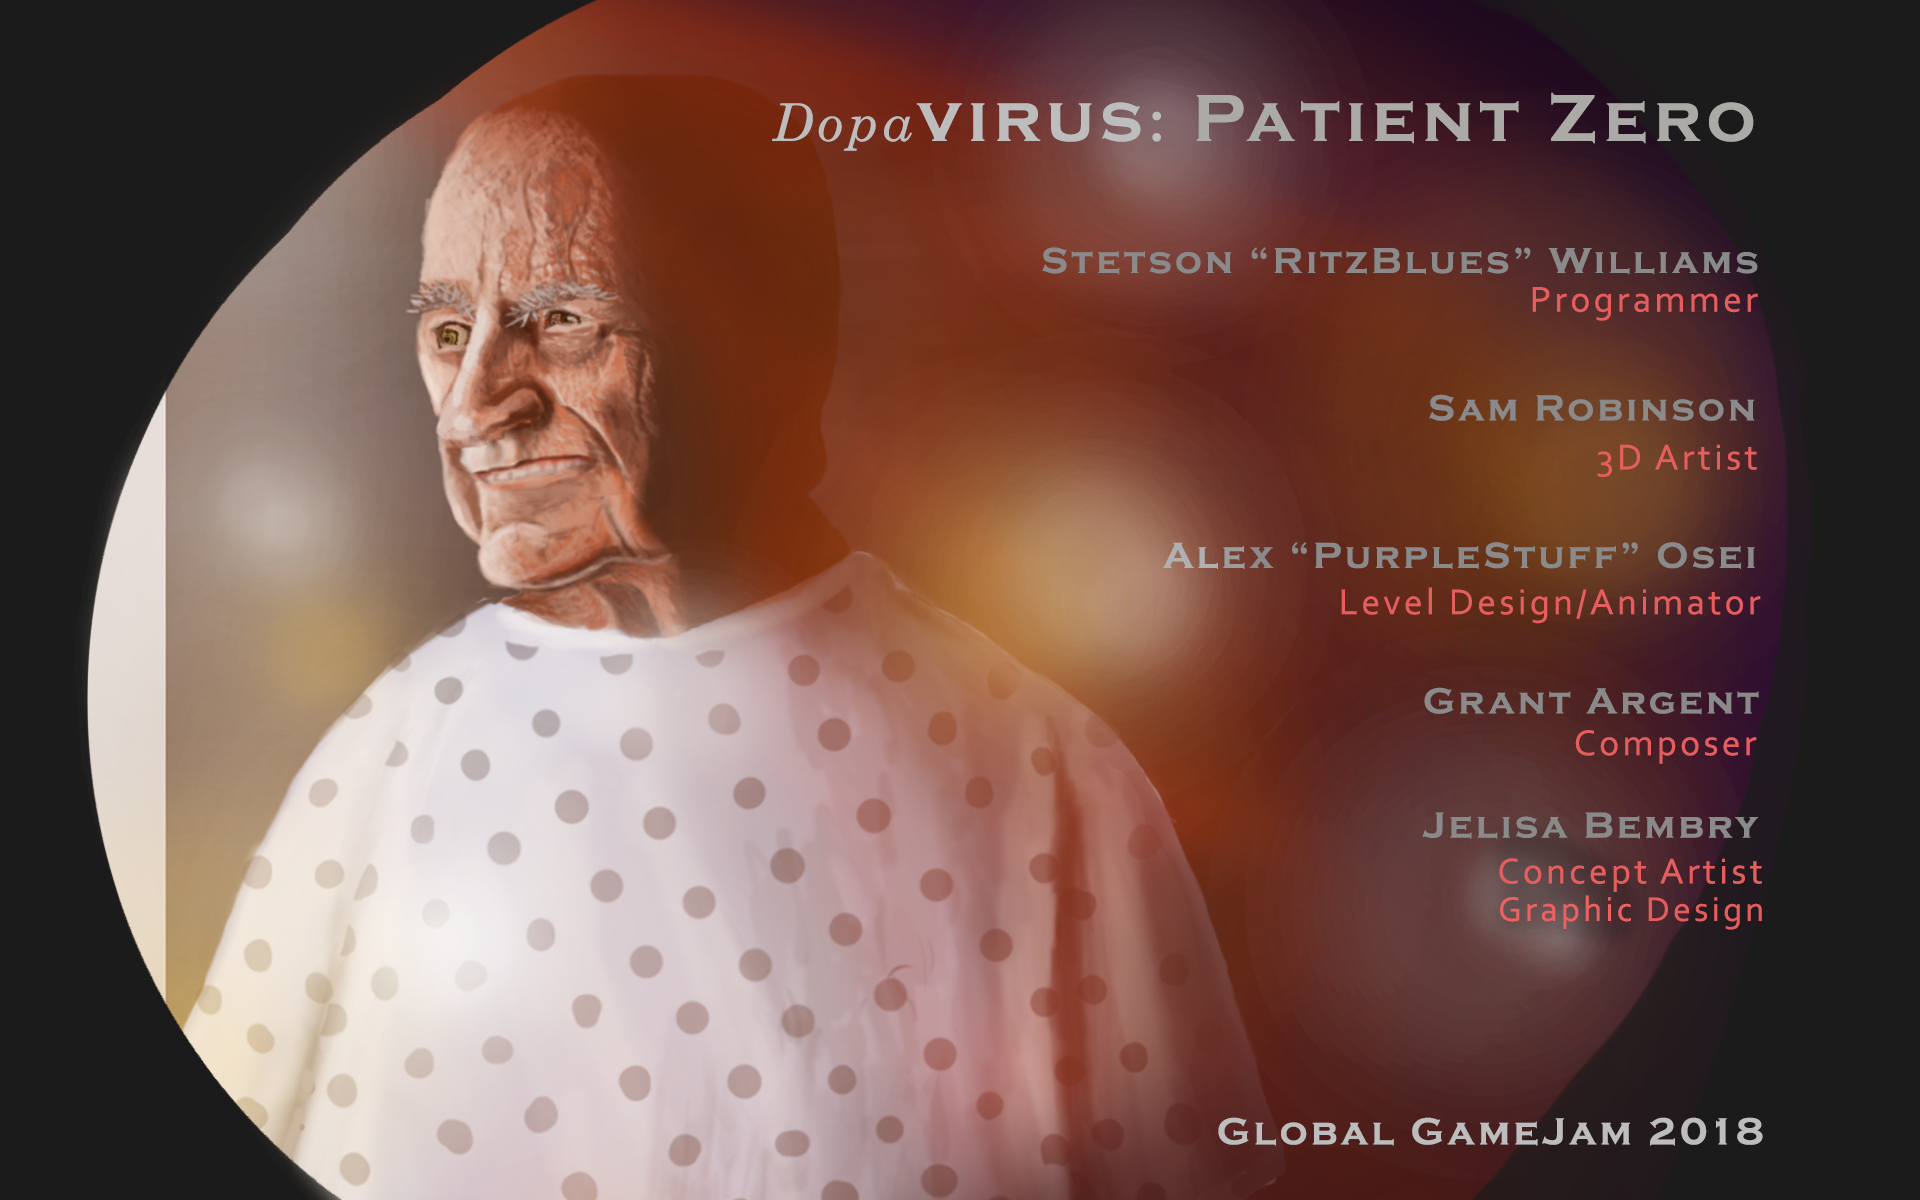 DopaVIRUS: Patient Zero
Stetson “RitzBlues” Williams
Programmer
Sam Robinson
3D Artist
Alex “PurpleStuff” Osei
Level Design/Animator
Grant Argent
Composer
Jelisa Bembry
Concept Artist
Graphic Design
Global GameJam 2018